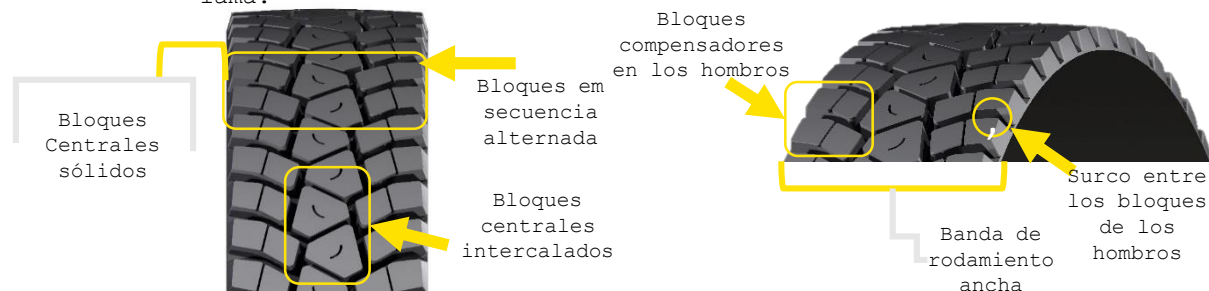 Bloques
Centrales
sólidos
Bloques em
secuencia
alternada
Bloques
centrales
intercalados
Bloques
compensadores
en los hombros
Surco entre
los bloques
de los
hombros
Banda de
rodamiento
ancha